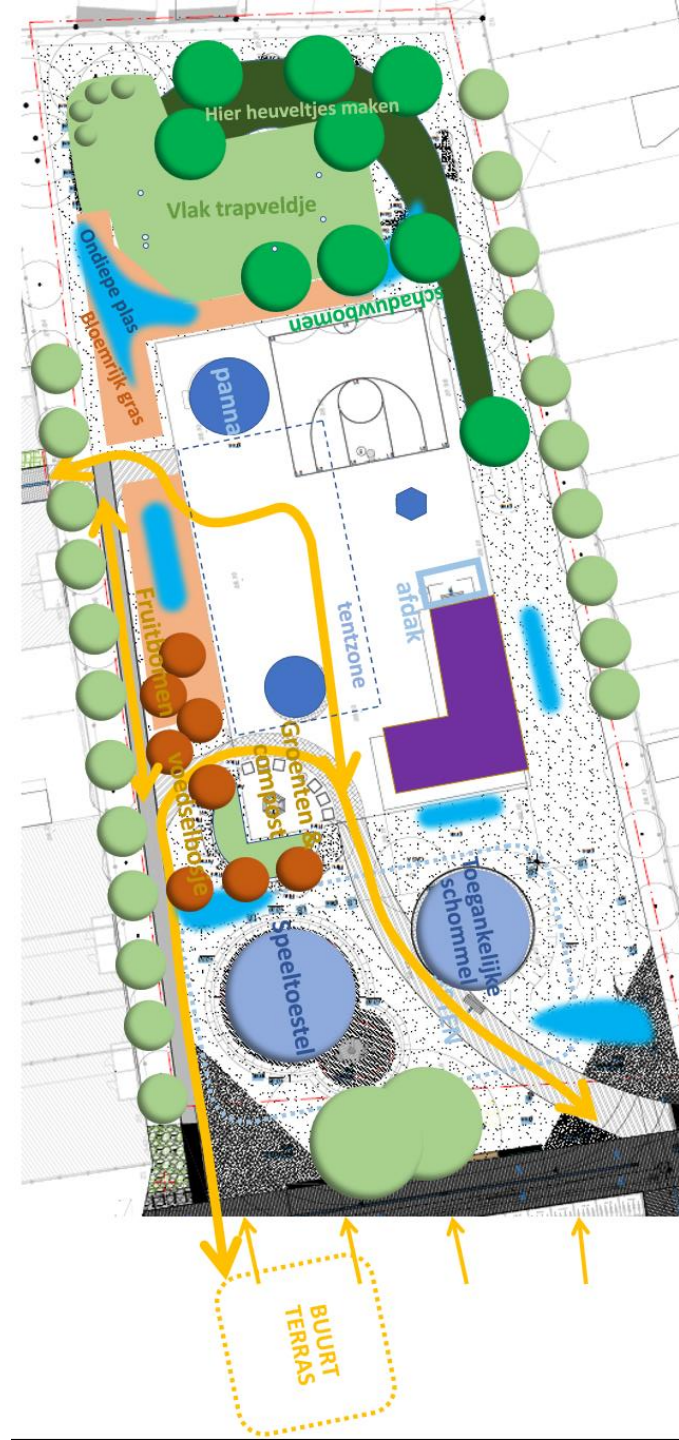 Hier heuveltjes maken
Vlak trapveldje
Ondiepe plas
Bloemrijk gras
schaduwbomen
panna
Fruitbomen
tentzone
afdak
Groenten &
compost
voedselbosje
Toegankelijke
schommel
Speeltoestel
BUURT
TERRAS